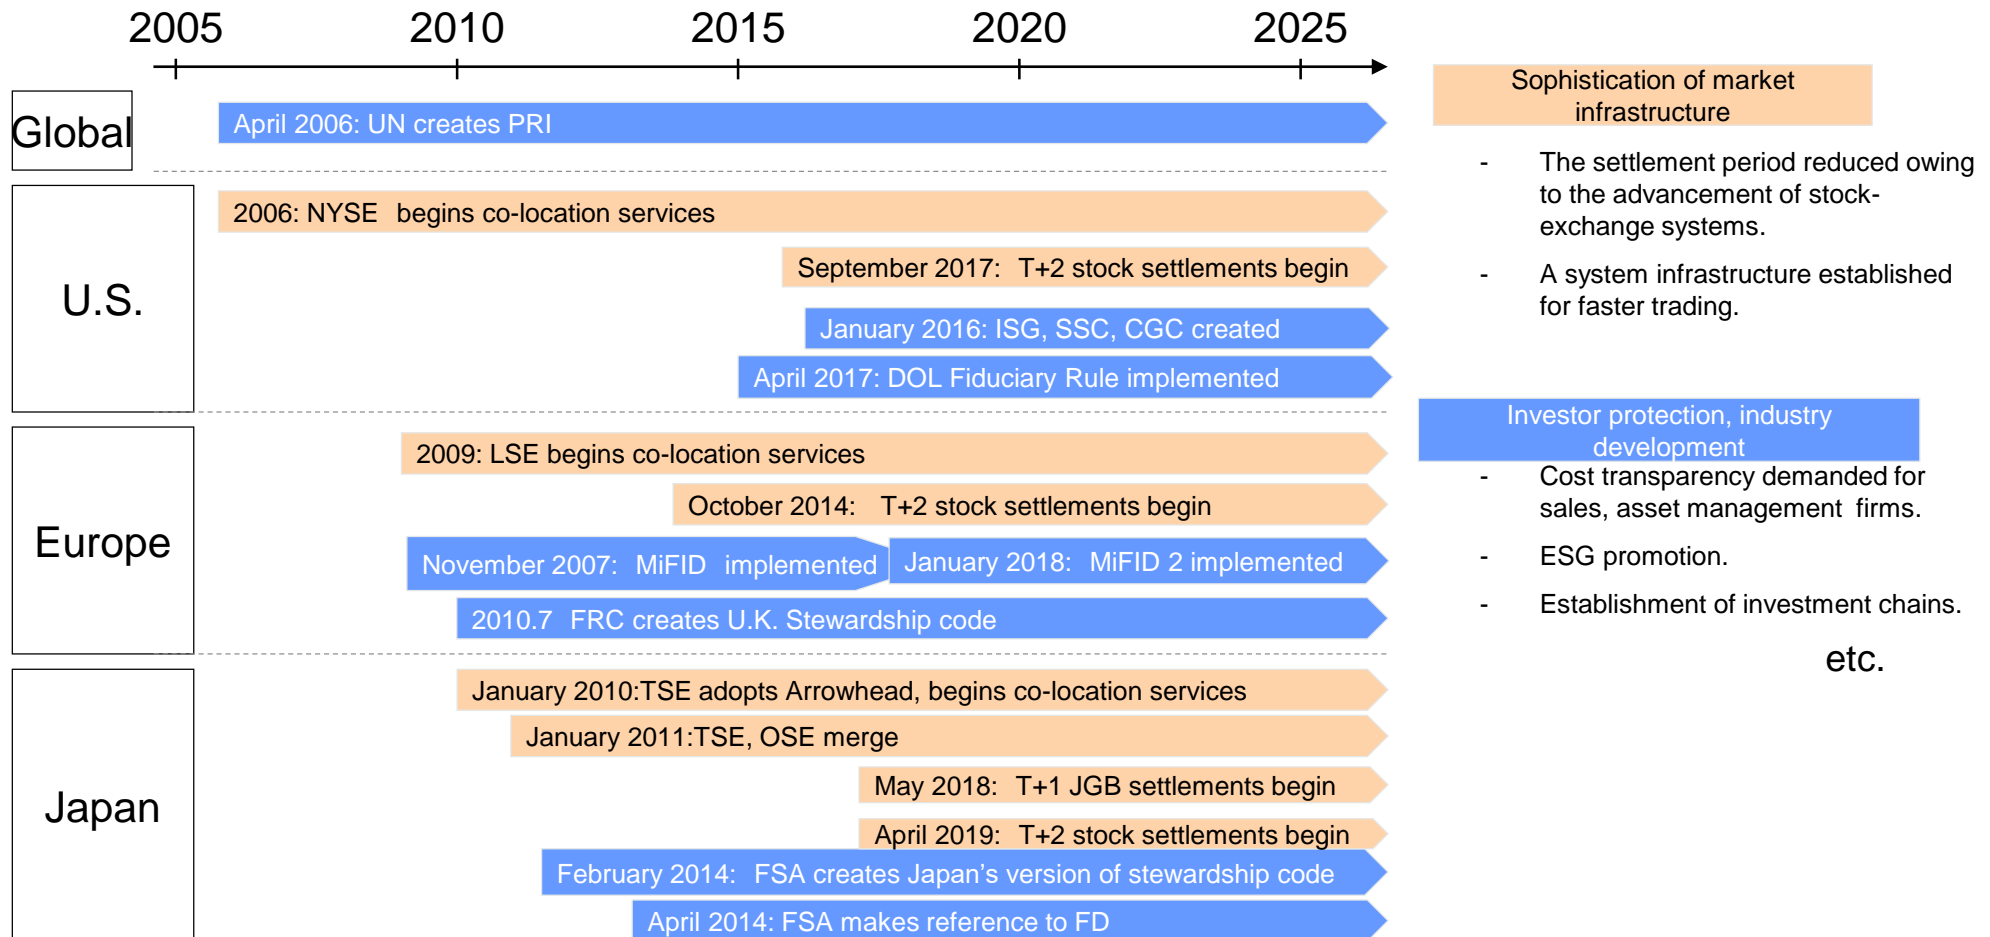 2005 2010 2015 2020 2025
Global
April 2006: UN creates PRI
U.S.
2006: NYSE begins co-location services
September 2017: T+2 stock settlements begin
January 2016: ISG, SSC, CGC created
April 2017: DOL Fiduciary Rule implemented
Europe
2009: LSE begins co-location services
October 2014: T+2 stock settlements begin
November 2007: MiFID implemented
January 2018: MiFID 2 implemented
2010.7 FRC creates U.K. Stewardship code
Japan
January 2010:TSE adopts Arrowhead, begins co-location services
January 2011:TSE, OSE merge
May 2018: T+1 JGB settlements begin
April 2019: T+2 stock settlements begin
February 2014: FSA creates Japan’s version of stewardship code
April 2014: FSA makes reference to FD
Sophistication of market
infrastructure
- The settlement period reduced owing
to the advancement of stock-
exchange systems.
- A system infrastructure established
for faster trading.
Investor protection, industry
development
- Cost transparency demanded for
sales, asset management firms.
- ESG promotion.
- Establishment of investment chains.
etc.